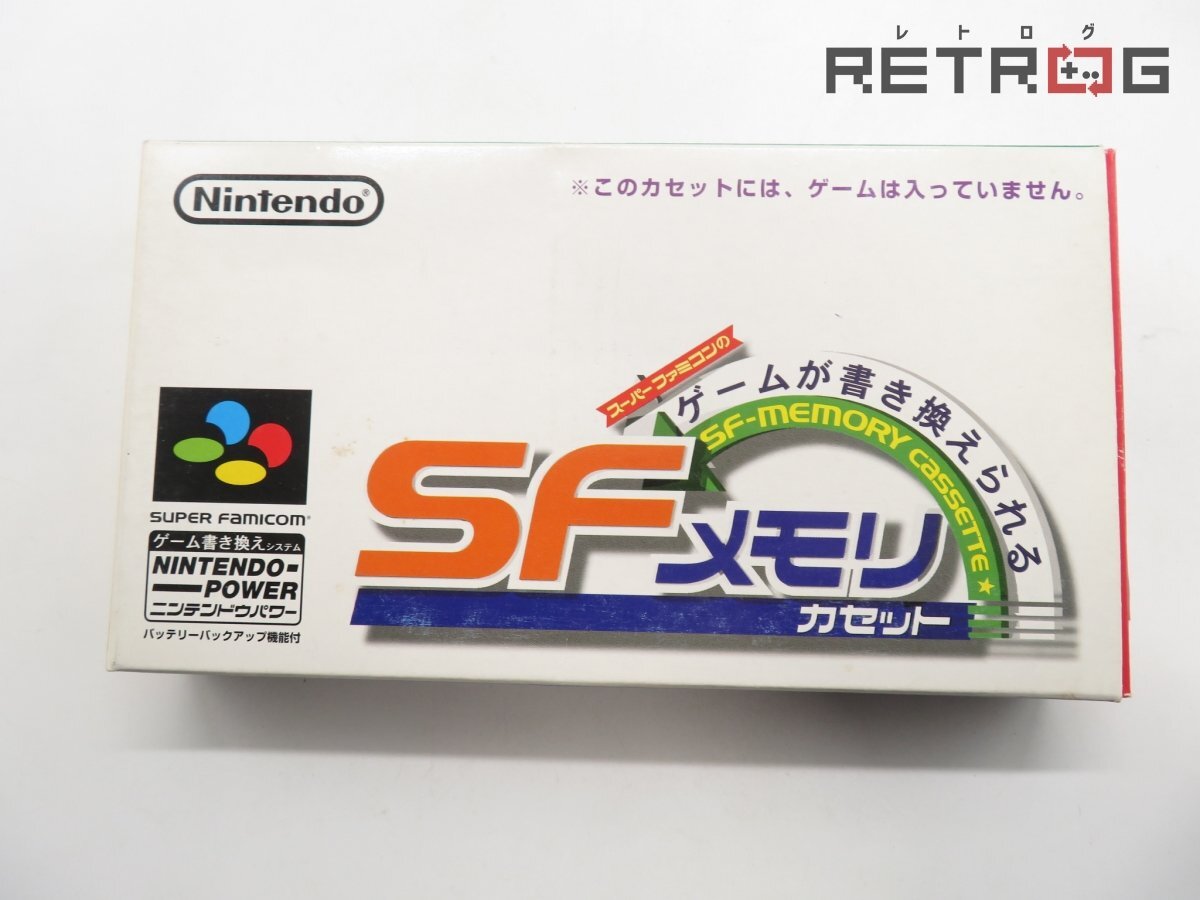 レトログ
RETROG
Nintendo®
※このカセットには、ゲームは入っていません。
スーパーファミコンの
ゲームが書き換えられる
SF-MEMORY CASSETTE★
SFメモリ
カセット
SUPER FAMICOM®
ゲーム書き換えシステム
NINTENDO-
POWER
ニンテンドウパワー
バッテリーバックアップ機能付